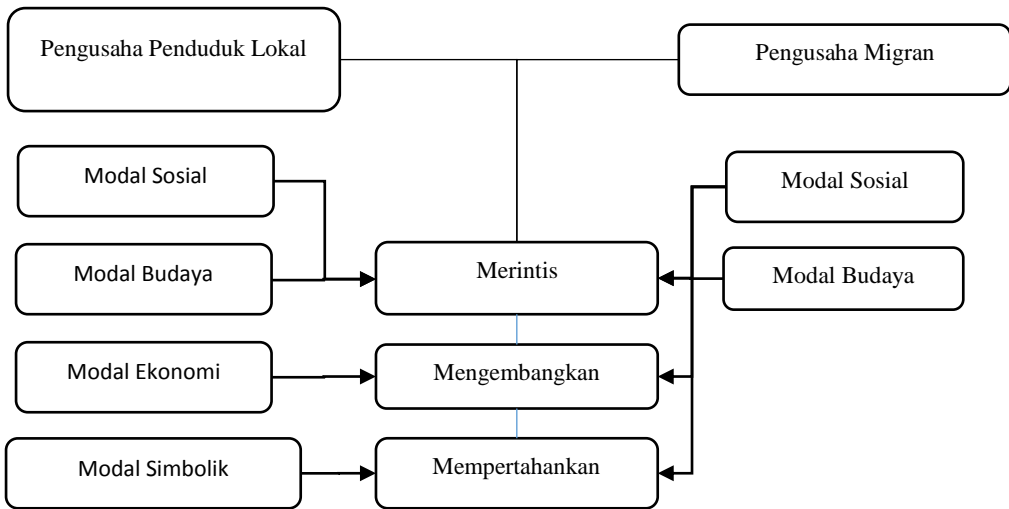 Pengusaha Penduduk Lokal
Pengusaha Migran
Modal Sosial
Modal Sosial
Modal Budaya
Merintis
Modal Budaya
Modal Ekonomi
Mengembangkan
Modal Simbolik
Mempertahankan